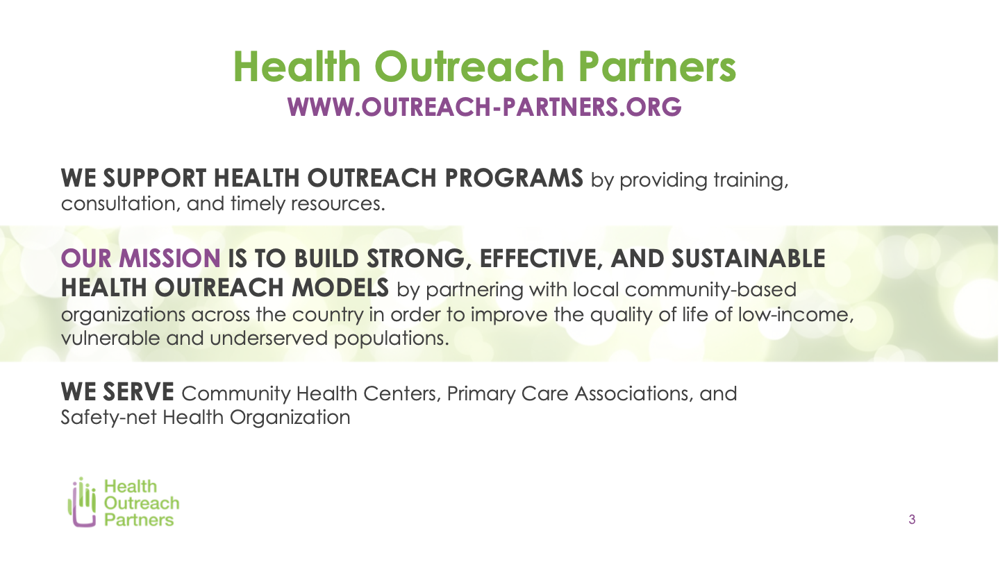 Health Outreach Partners
WWW.OUTREACH-PARTNERS.ORG
WE SUPPORT HEALTH OUTREACH PROGRAMS by providing training,
consultation, and timely resources.
OUR MISSION IS TO BUILD STRONG, EFFECTIVE, AND SUSTAINABLE
HEALTH OUTREACH MODELS by partnering with local community-based
organizations across the country in order to improve the quality of life of low-income,
vulnerable and underserved populations.
WE SERVE Community Health Centers, Primary Care Associations, and
Safety-net Health Organization
Health
Outreach
Partners
3